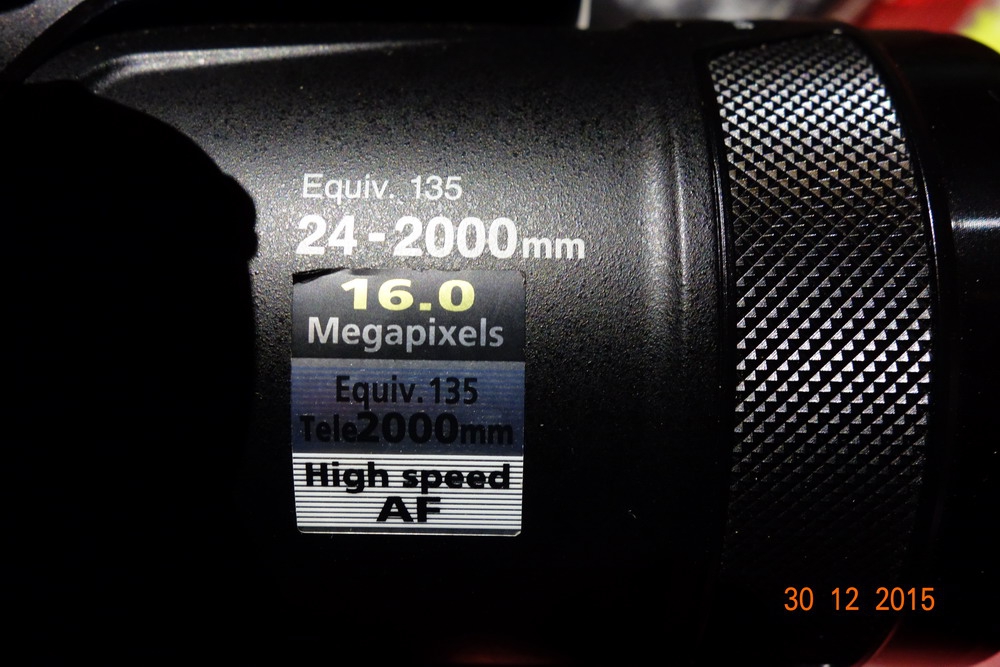 Equiv. 135
24-2000mm
16.0
Megapixels
Equiv.135
Tele2000mm
High speed
AF
30 12 2015